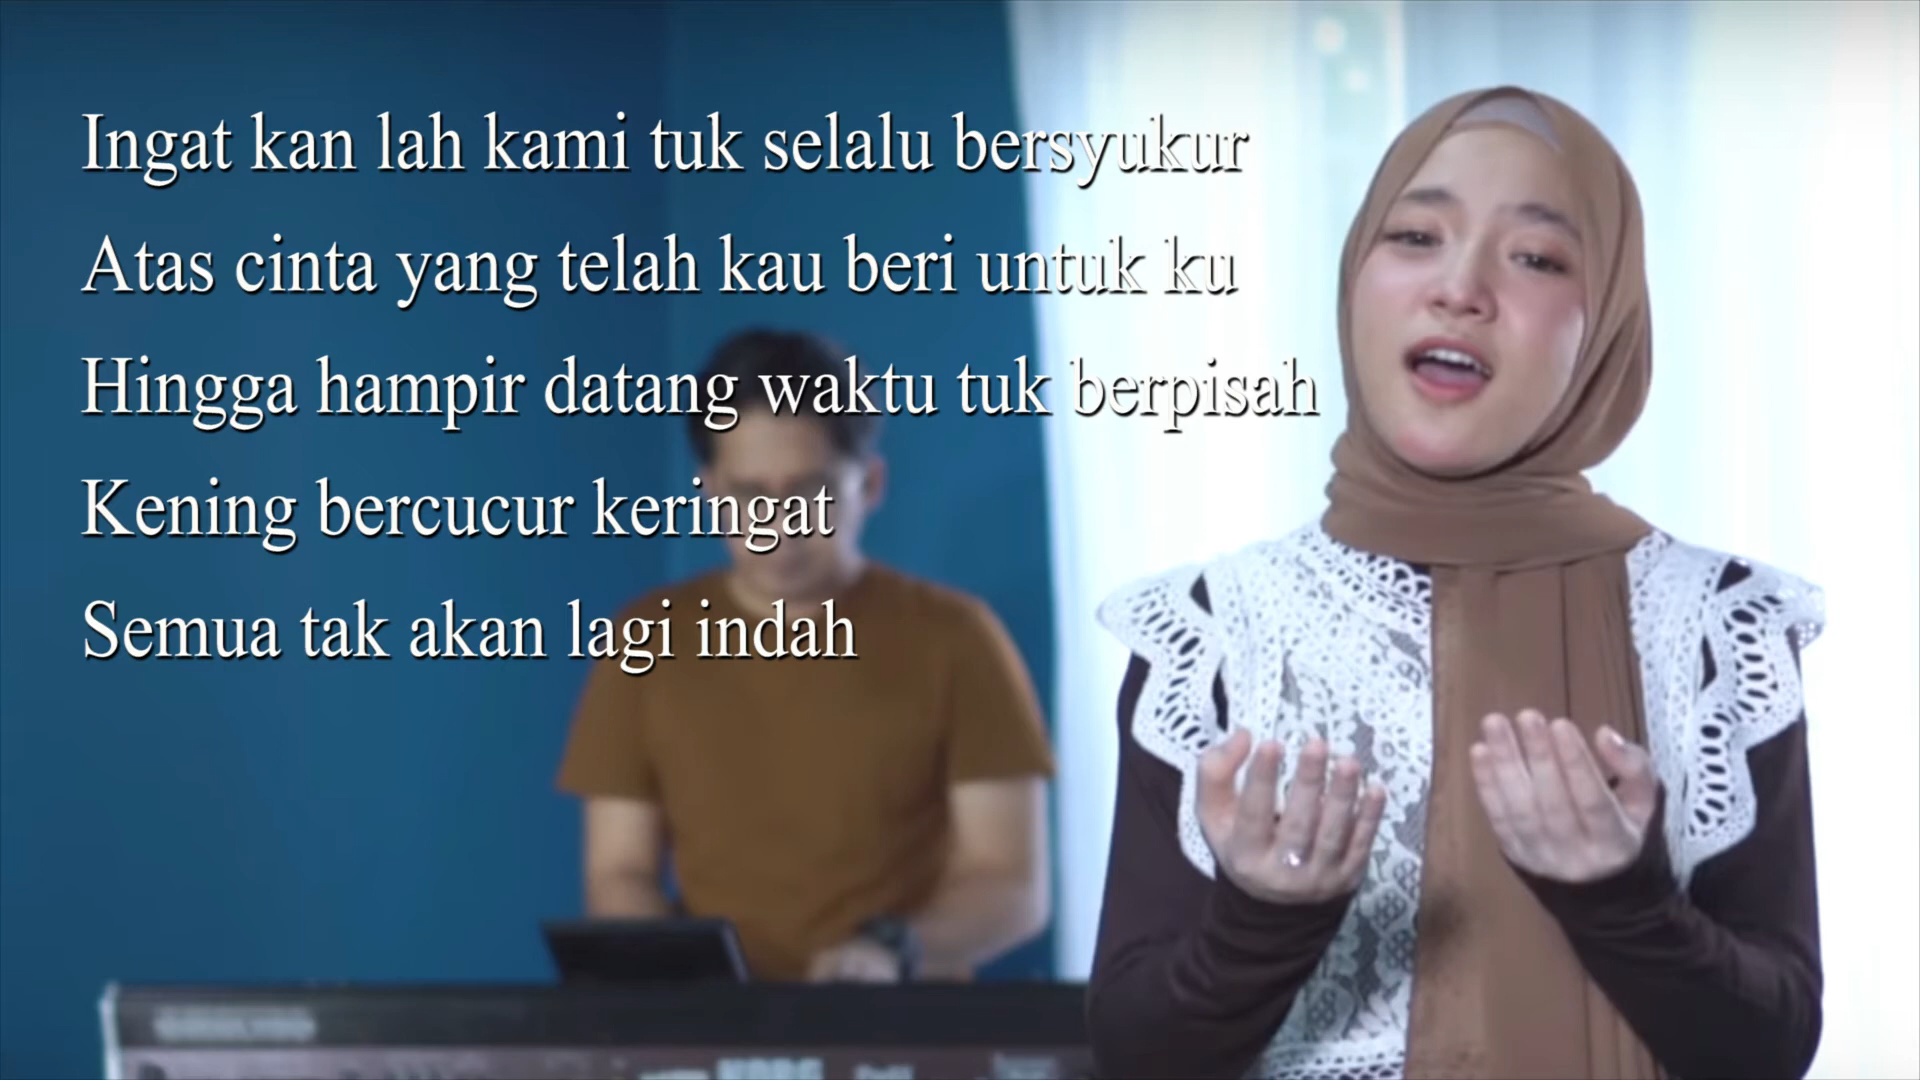 Ingat kan lah kami tuk selalu bersyukur
Atas cinta yang telah kau beri untuk ku
Hingga hampir datang waktu tuk berpisah
Kening bercucur keringat
Semua tak akan lagi indah
KORG